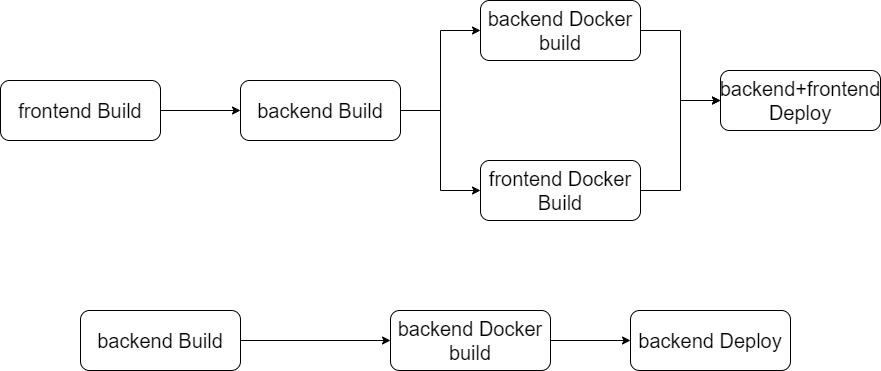 backend Docker
build
frontend Build
backend Build
backend+frontend
Deploy
frontend Docker
Build
backend Build
backend Docker
build
backend Deploy